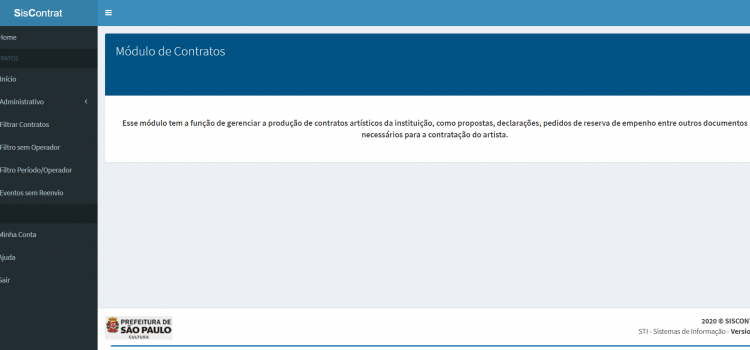 SisContrat
Home
Módulo de Contratos
Início
Administrativo
Filtrar Contratos
Filtro sem Operador
Filtro Período/Operador
Eventos sem Reenvio
Minha Conta
Ajuda
Sair
Esse módulo tem a função de gerenciar a produção de contratos artísticos da instituição, como propostas, declarações, pedidos de reserva de empenho entre outros documentos
necessários para a contratação do artista.
PREFEITURA DE
SÃO PAULO
CULTURA
2020 © SISCONT
STI - Sistemas de Informação - Versio